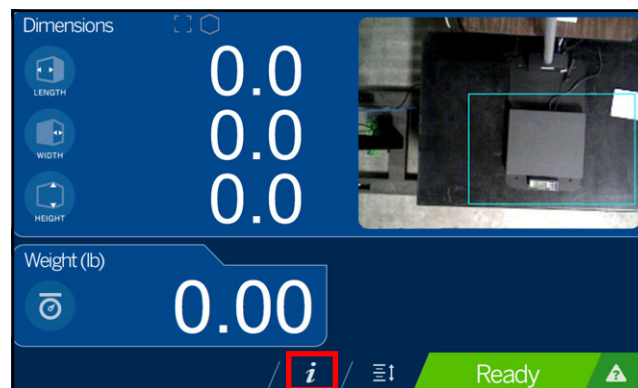 Dimensions
LENGTH
0.0
WIDTH
0.0
HEIGHT
0.0
Weight (lb)
0.00
i
Ready